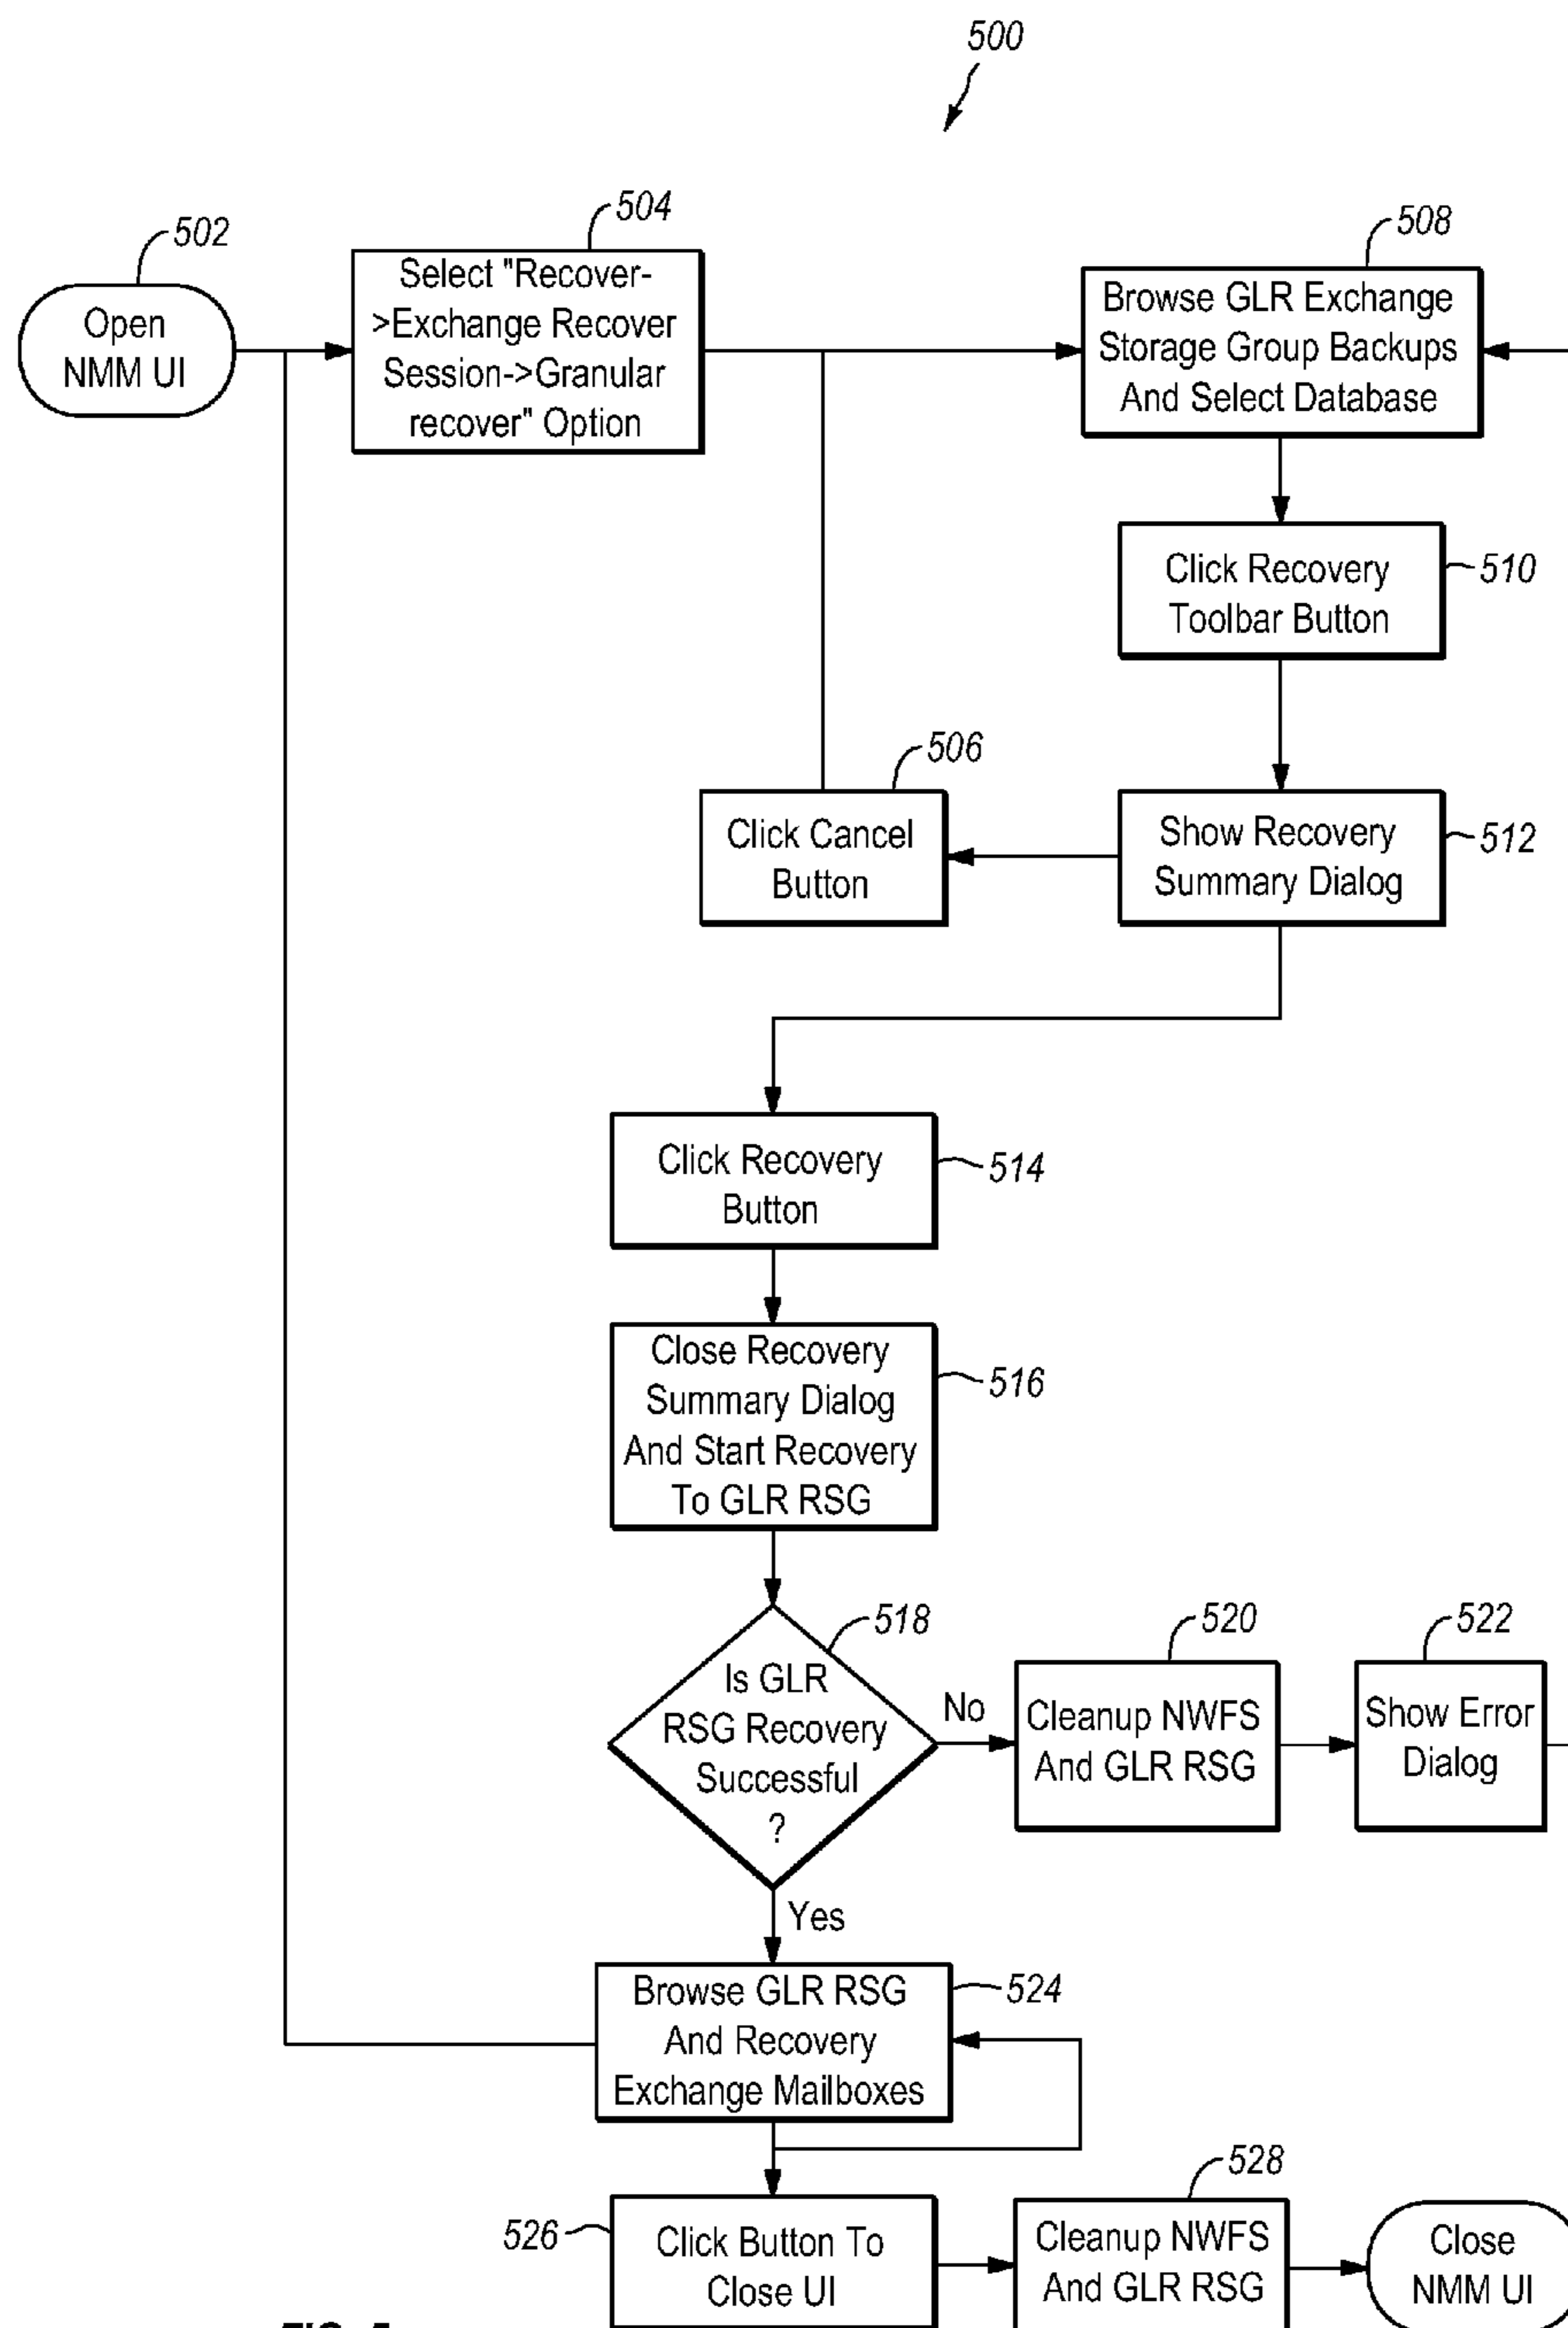 500
502
Open
NMM UI
504
Select "Recover-
>Exchange Recover
Session->Granular
recover" Option
508
Browse GLR Exchange
Storage Group Backups
And Select Database
Click Recovery
Toolbar Button
510
506
Click Cancel
Button
Show Recovery
Summary Dialog
512
Click Recovery
Button
514
Close Recovery
Summary Dialog
And Start Recovery
To GLR RSG
516
518
Is GLR
RSG Recovery
Successful
?
No
520
Cleanup NWFS
And GLR RSG
522
Show Error
Dialog
Yes
Browse GLR RSG
And Recovery
Exchange Mailboxes
524
526
Click Button To
Close UI
528
Cleanup NWFS
And GLR RSG
Close
NMM UI